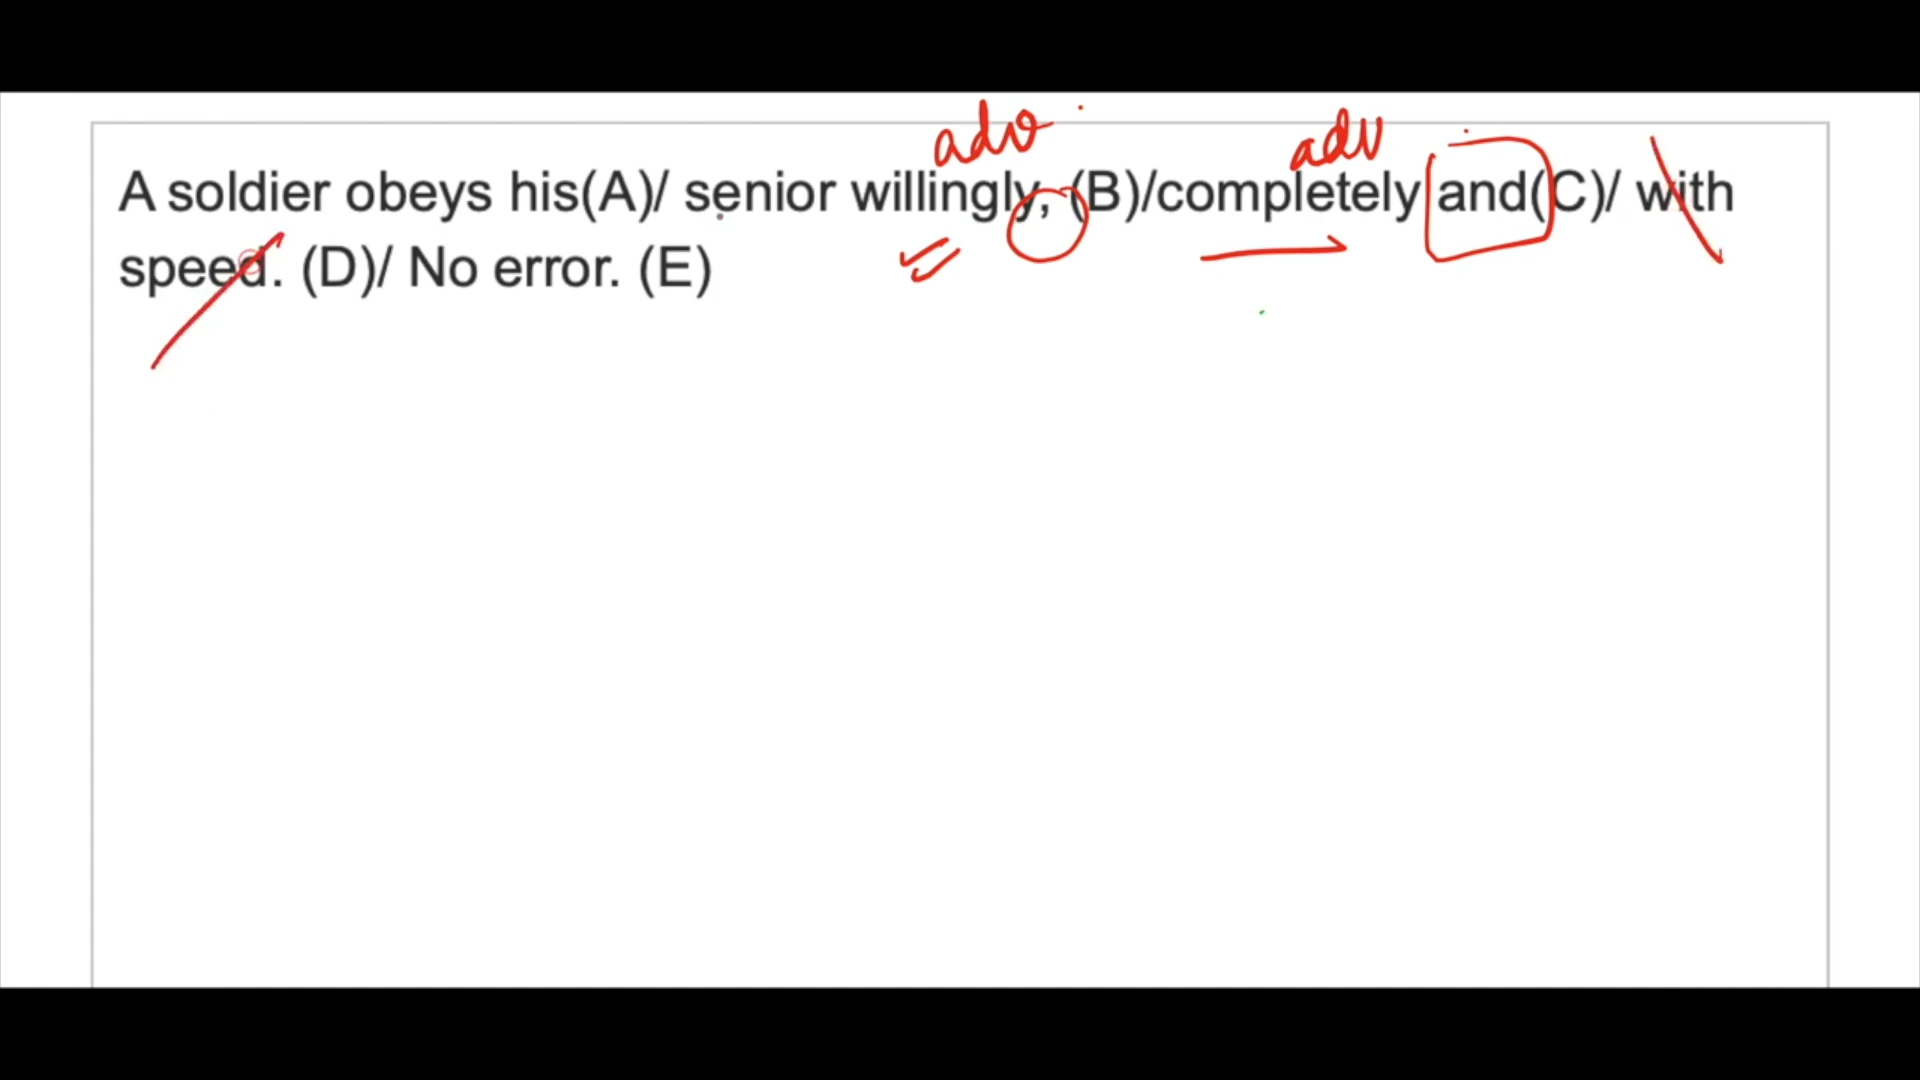 adv adv
A soldier obeys his(A)/ senior willingly, (B)/completely and(C)/ with
speed. (D)/ No error. (E)